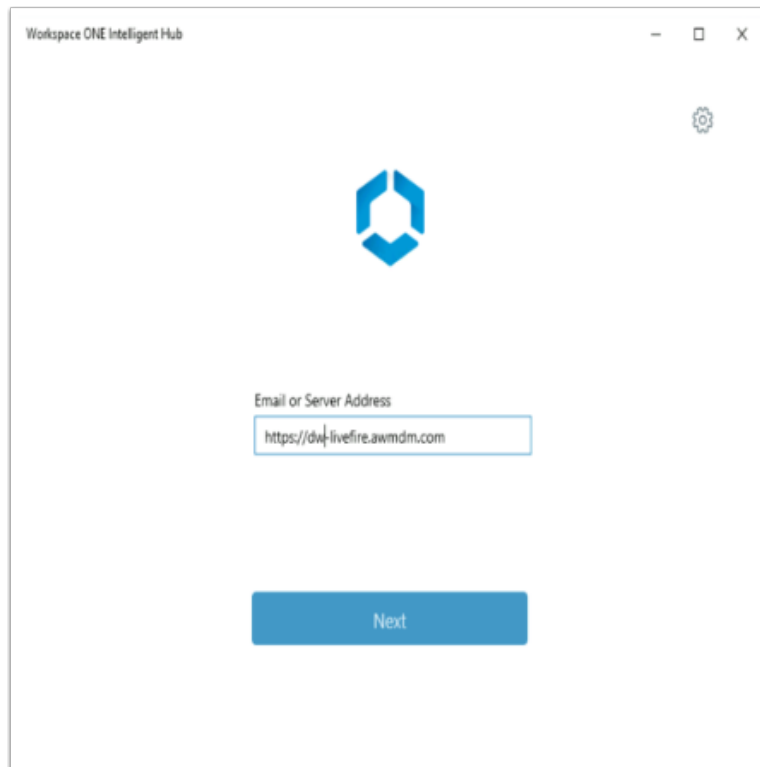 Workspace ONE Intelligent Hub
Email or Server Address
https://dw-livefire.awmdm.com
Next